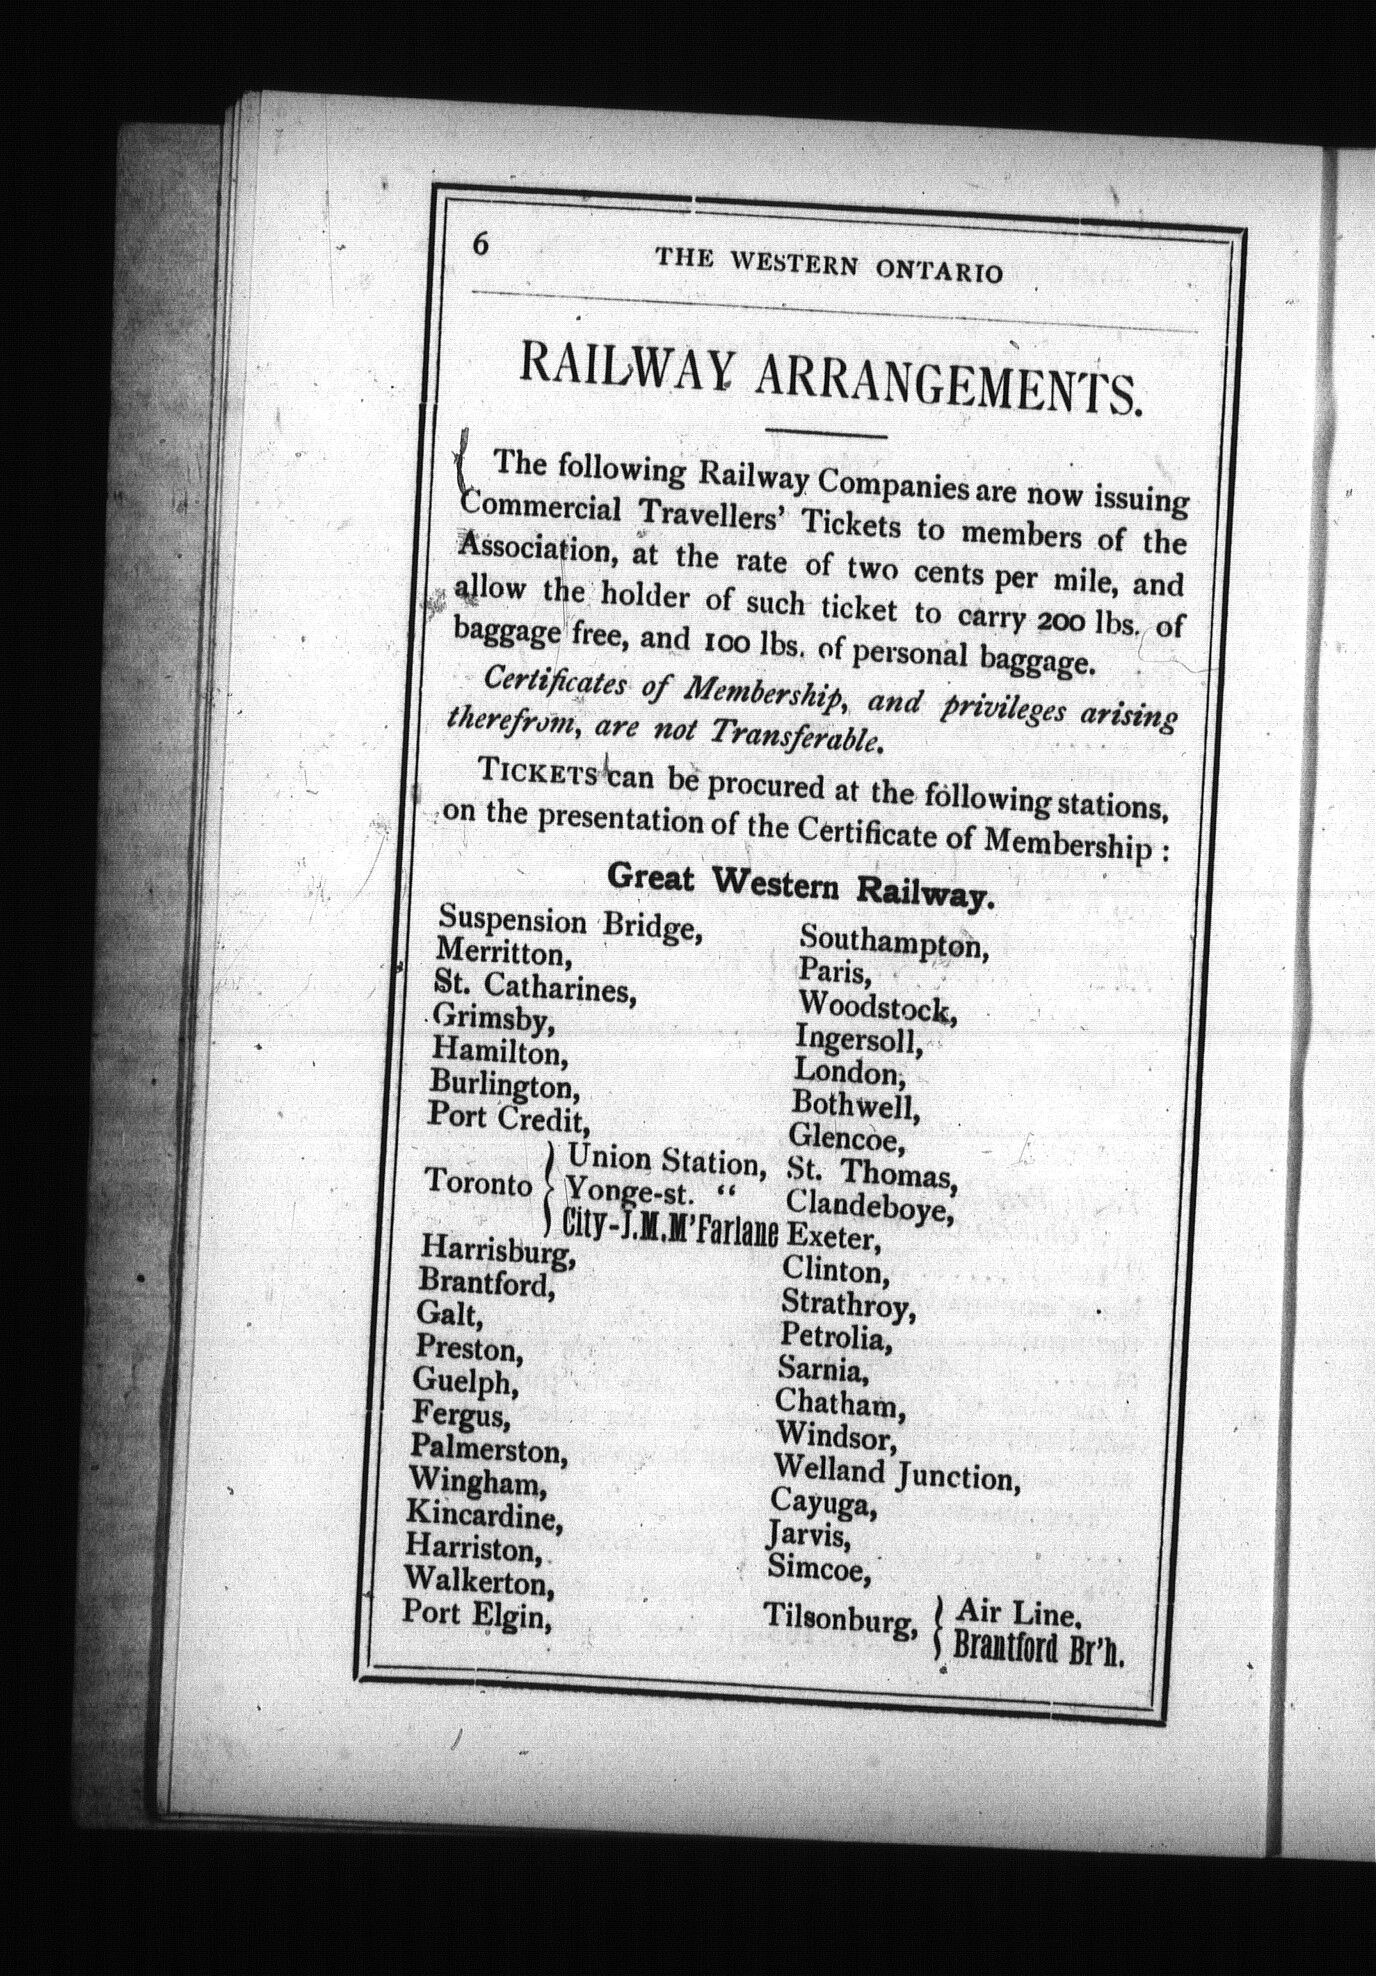 6
THE WESTERN ONTARIO
RAILWAY ARRANGEMENTS.
The following Railway Companies are now issuing
Commercial Travellers' Tickets to members of the
Association, at the rate of two cents per mile, and
allow the holder of such ticket to carry 200 lbs. of
baggage free, and 100 lbs. of personal baggage.
Certificates of Membership, and privileges arising
therefrom, are not Transferable.
TICKETS can be procured at the following stations,
on the presentation of the Certificate of Membership :
Great Western Railway.
Suspension Bridge,
Merritton,
St. Catharines,
Grimsby,
Hamilton,
Burlington,
Port Credit,
Toronto { Union Station,
Yonge-st. "
City-J.M.M'Farlane
Harrisburg,
Brantford,
Galt,
Preston,
Guelph,
Fergus,
Palmerston,
Wingham,
Kincardine,
Harriston,
Walkerton,
Port Elgin,
Southampton,
Paris,
Woodstock,
Ingersoll,
London,
Bothwell,
Glencoe,
St. Thomas,
Clandeboye,
Exeter,
Clinton,
Strathroy,
Petrolia,
Sarnia,
Chatham,
Windsor,
Welland Junction,
Cayuga,
Jarvis,
Simcoe,
Tilsonburg, { Air Line.
Brantford Br'h.